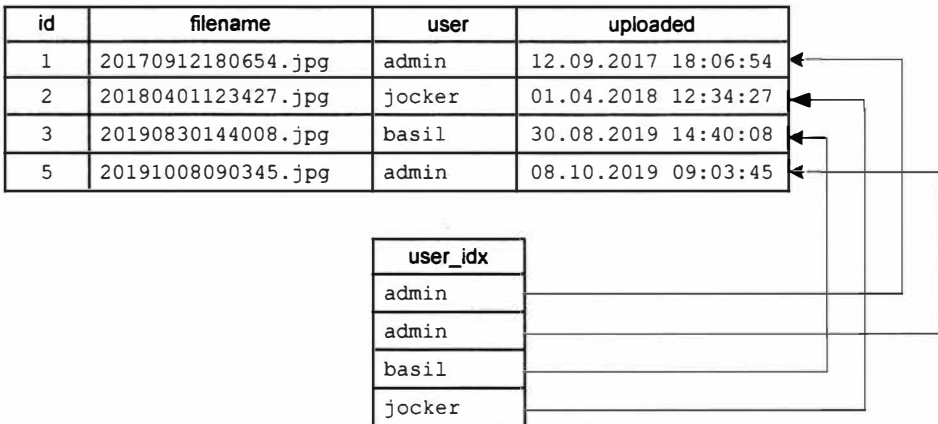 id filename user uploaded
1 20170912180654.jpg admin 12.09.2017 18:06:54
2 20180401123427.jpg jocker 01.04.2018 12:34:27
3 20190830144008.jpg basil 30.08.2019 14:40:08
5 20191008090345.jpg admin 08.10.2019 09:03:45
user_idx
admin
admin
basil
jocker